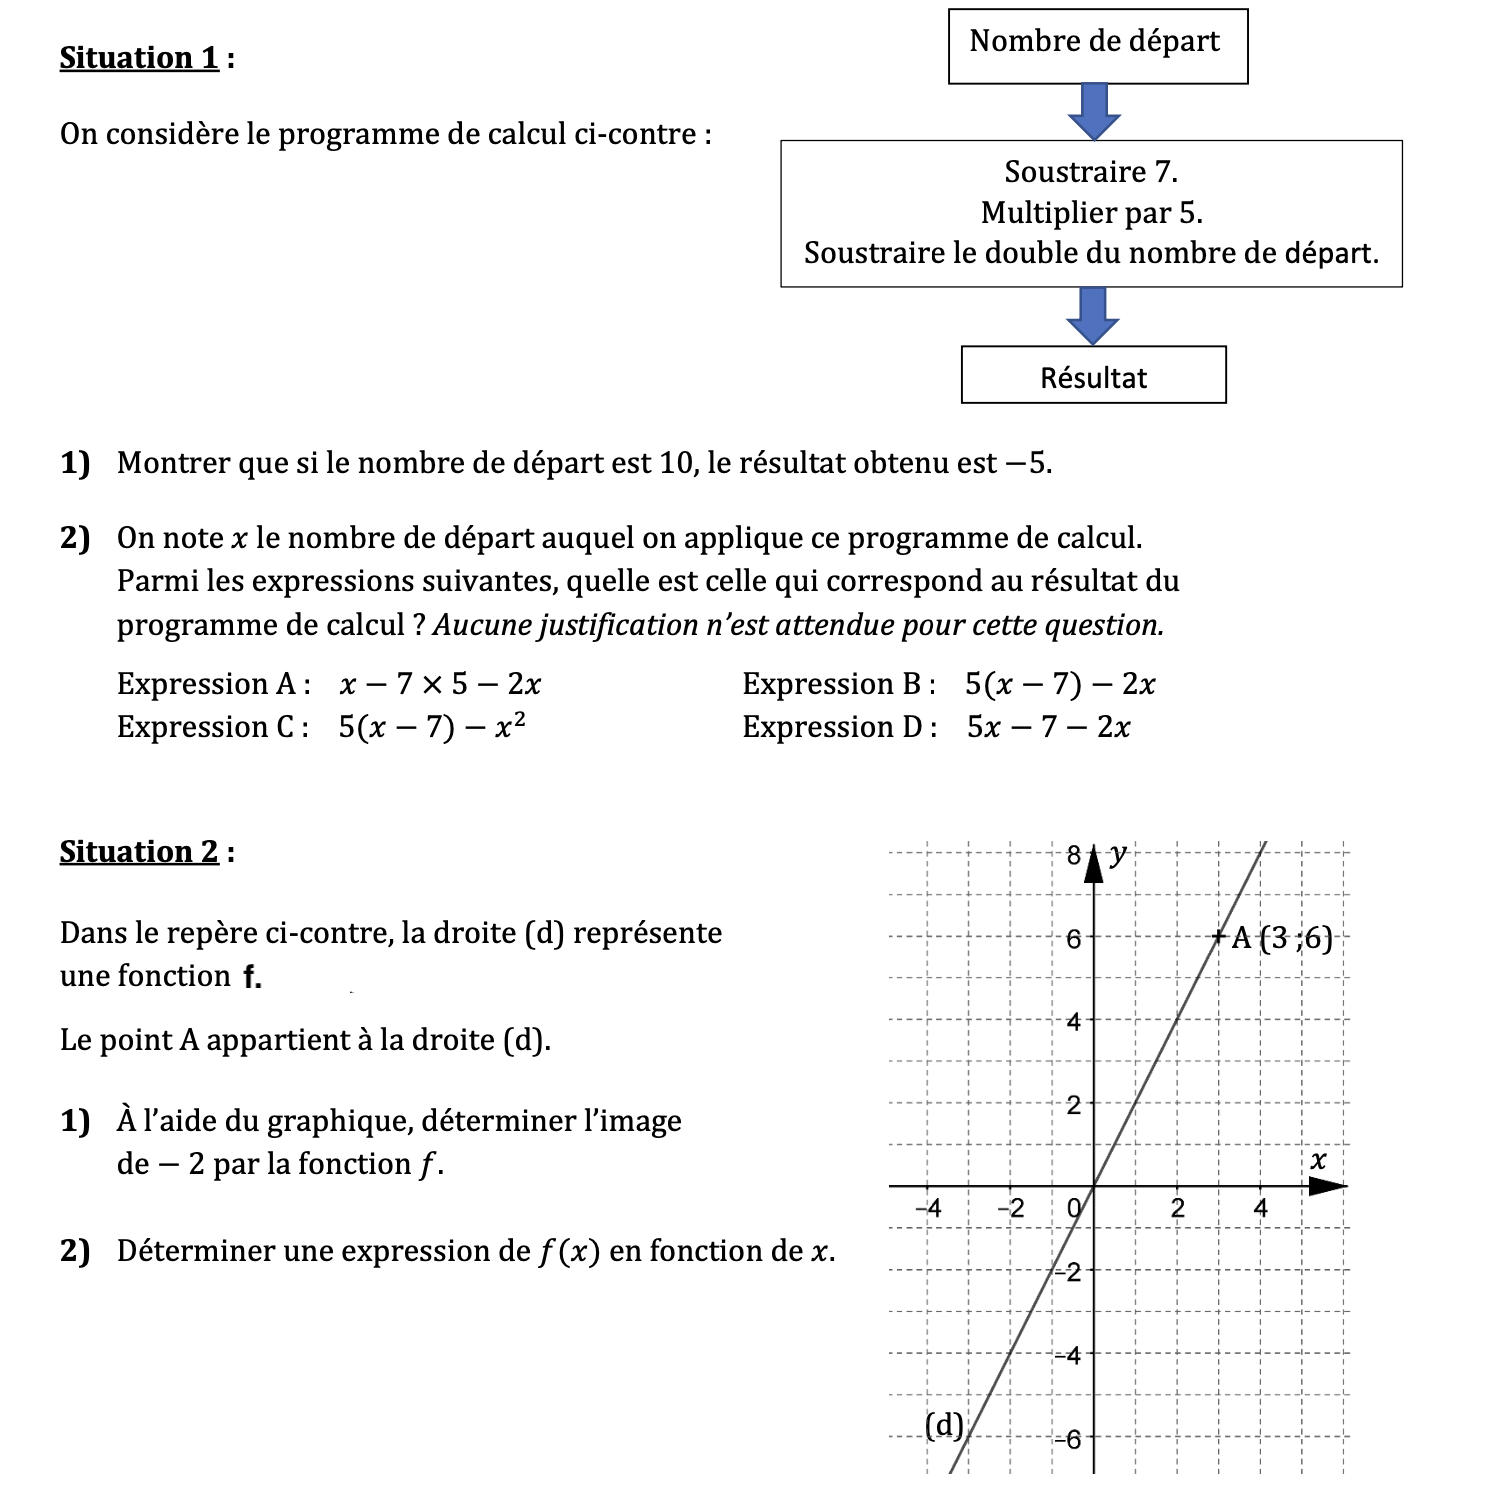 Situation 1 :
Nombre de départ
On considère le programme de calcul ci-contre :
Soustraire 7.
Multiplier par 5.
Soustraire le double du nombre de départ.
Résultat
1) Montrer que si le nombre de départ est 10, le résultat obtenu est −5.
2) On note x le nombre de départ auquel on applique ce programme de calcul.
Parmi les expressions suivantes, quelle est celle qui correspond au résultat du
programme de calcul ? Aucune justification n’est attendue pour cette question.
Expression A : x − 7 × 5 − 2x
Expression B : 5(x − 7) − 2x
Expression C : 5(x − 7) − x²
Expression D : 5x − 7 − 2x
Situation 2 :
Dans le repère ci-contre, la droite (d) représente
une fonction f.
Le point A appartient à la droite (d).
1) À l’aide du graphique, déterminer l’image
de − 2 par la fonction f.
2) Déterminer une expression de f(x) en fonction de x.
8 y
6 A (3 ;6)
4
2
x
−4 −2 0 2 4
−2
−4
(d)
−6